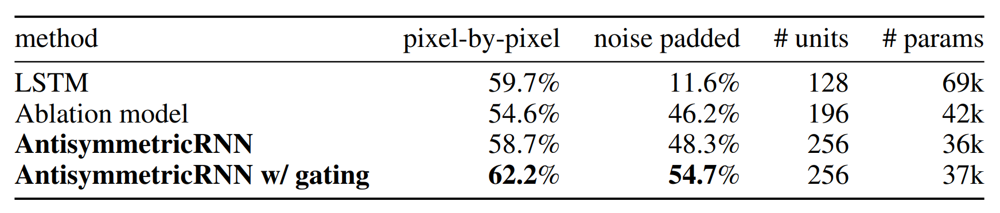 method pixel-by-pixel noise padded # units # params
LSTM 59.7% 11.6% 128 69k
Ablation model 54.6% 46.2% 196 42k
AntisymmetricRNN 58.7% 48.3% 256 36k
AntisymmetricRNN w/ gating 62.2% 54.7% 256 37k